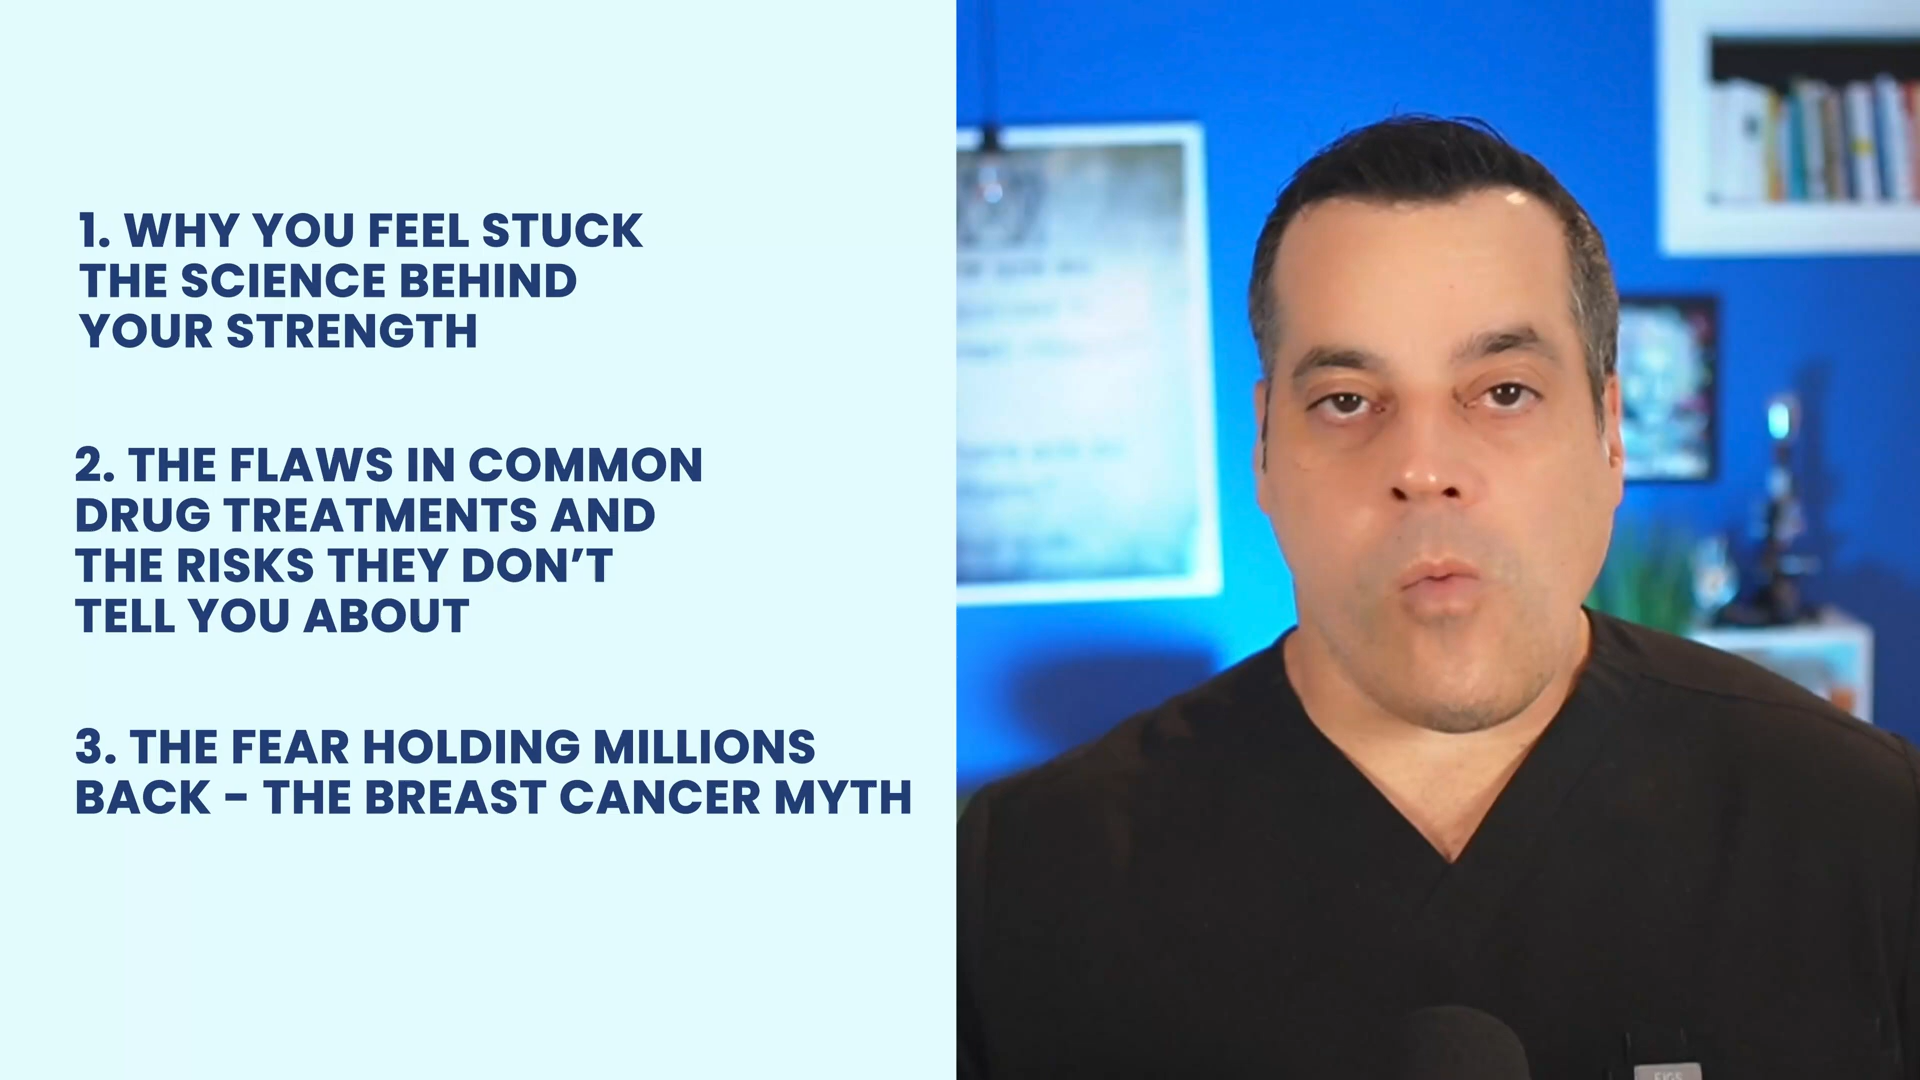 1. WHY YOU FEEL STUCK
THE SCIENCE BEHIND
YOUR STRENGTH
2. THE FLAWS IN COMMON
DRUG TREATMENTS AND
THE RISKS THEY DON’T
TELL YOU ABOUT
3. THE FEAR HOLDING MILLIONS
BACK - THE BREAST CANCER MYTH
FIGS